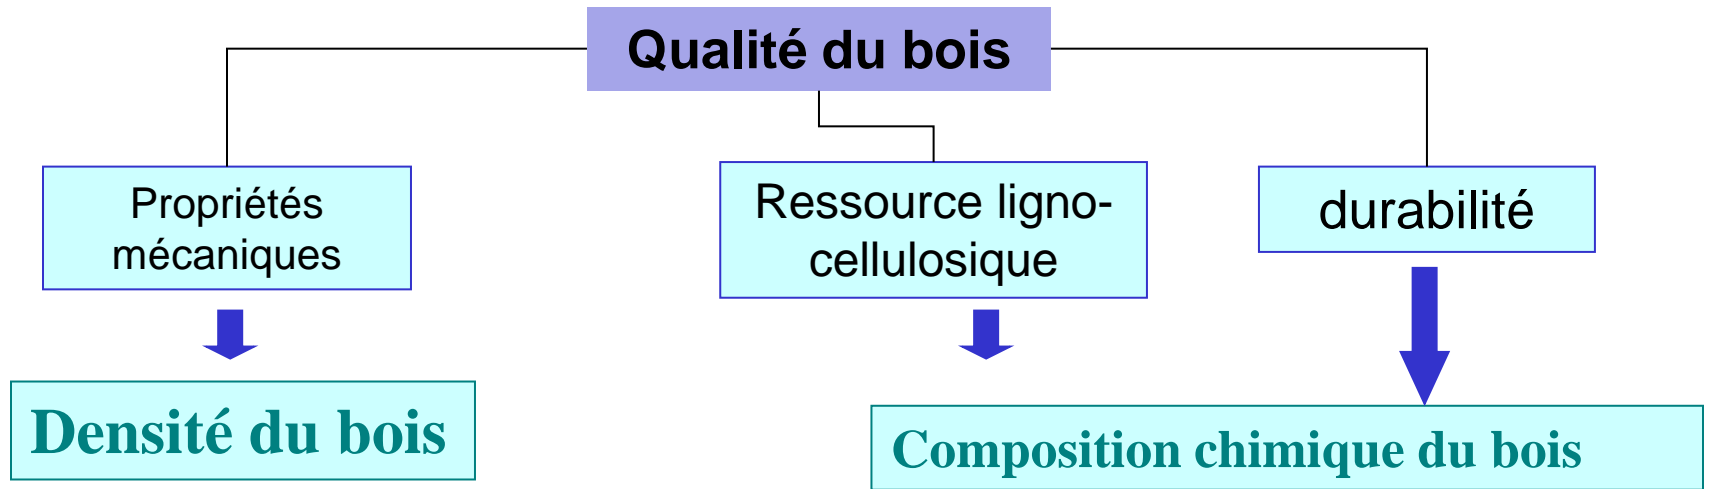 Qualité du bois
Propriétés
mécaniques
Ressource ligno-
cellulosique
durabilité
Densité du bois
Composition chimique du bois